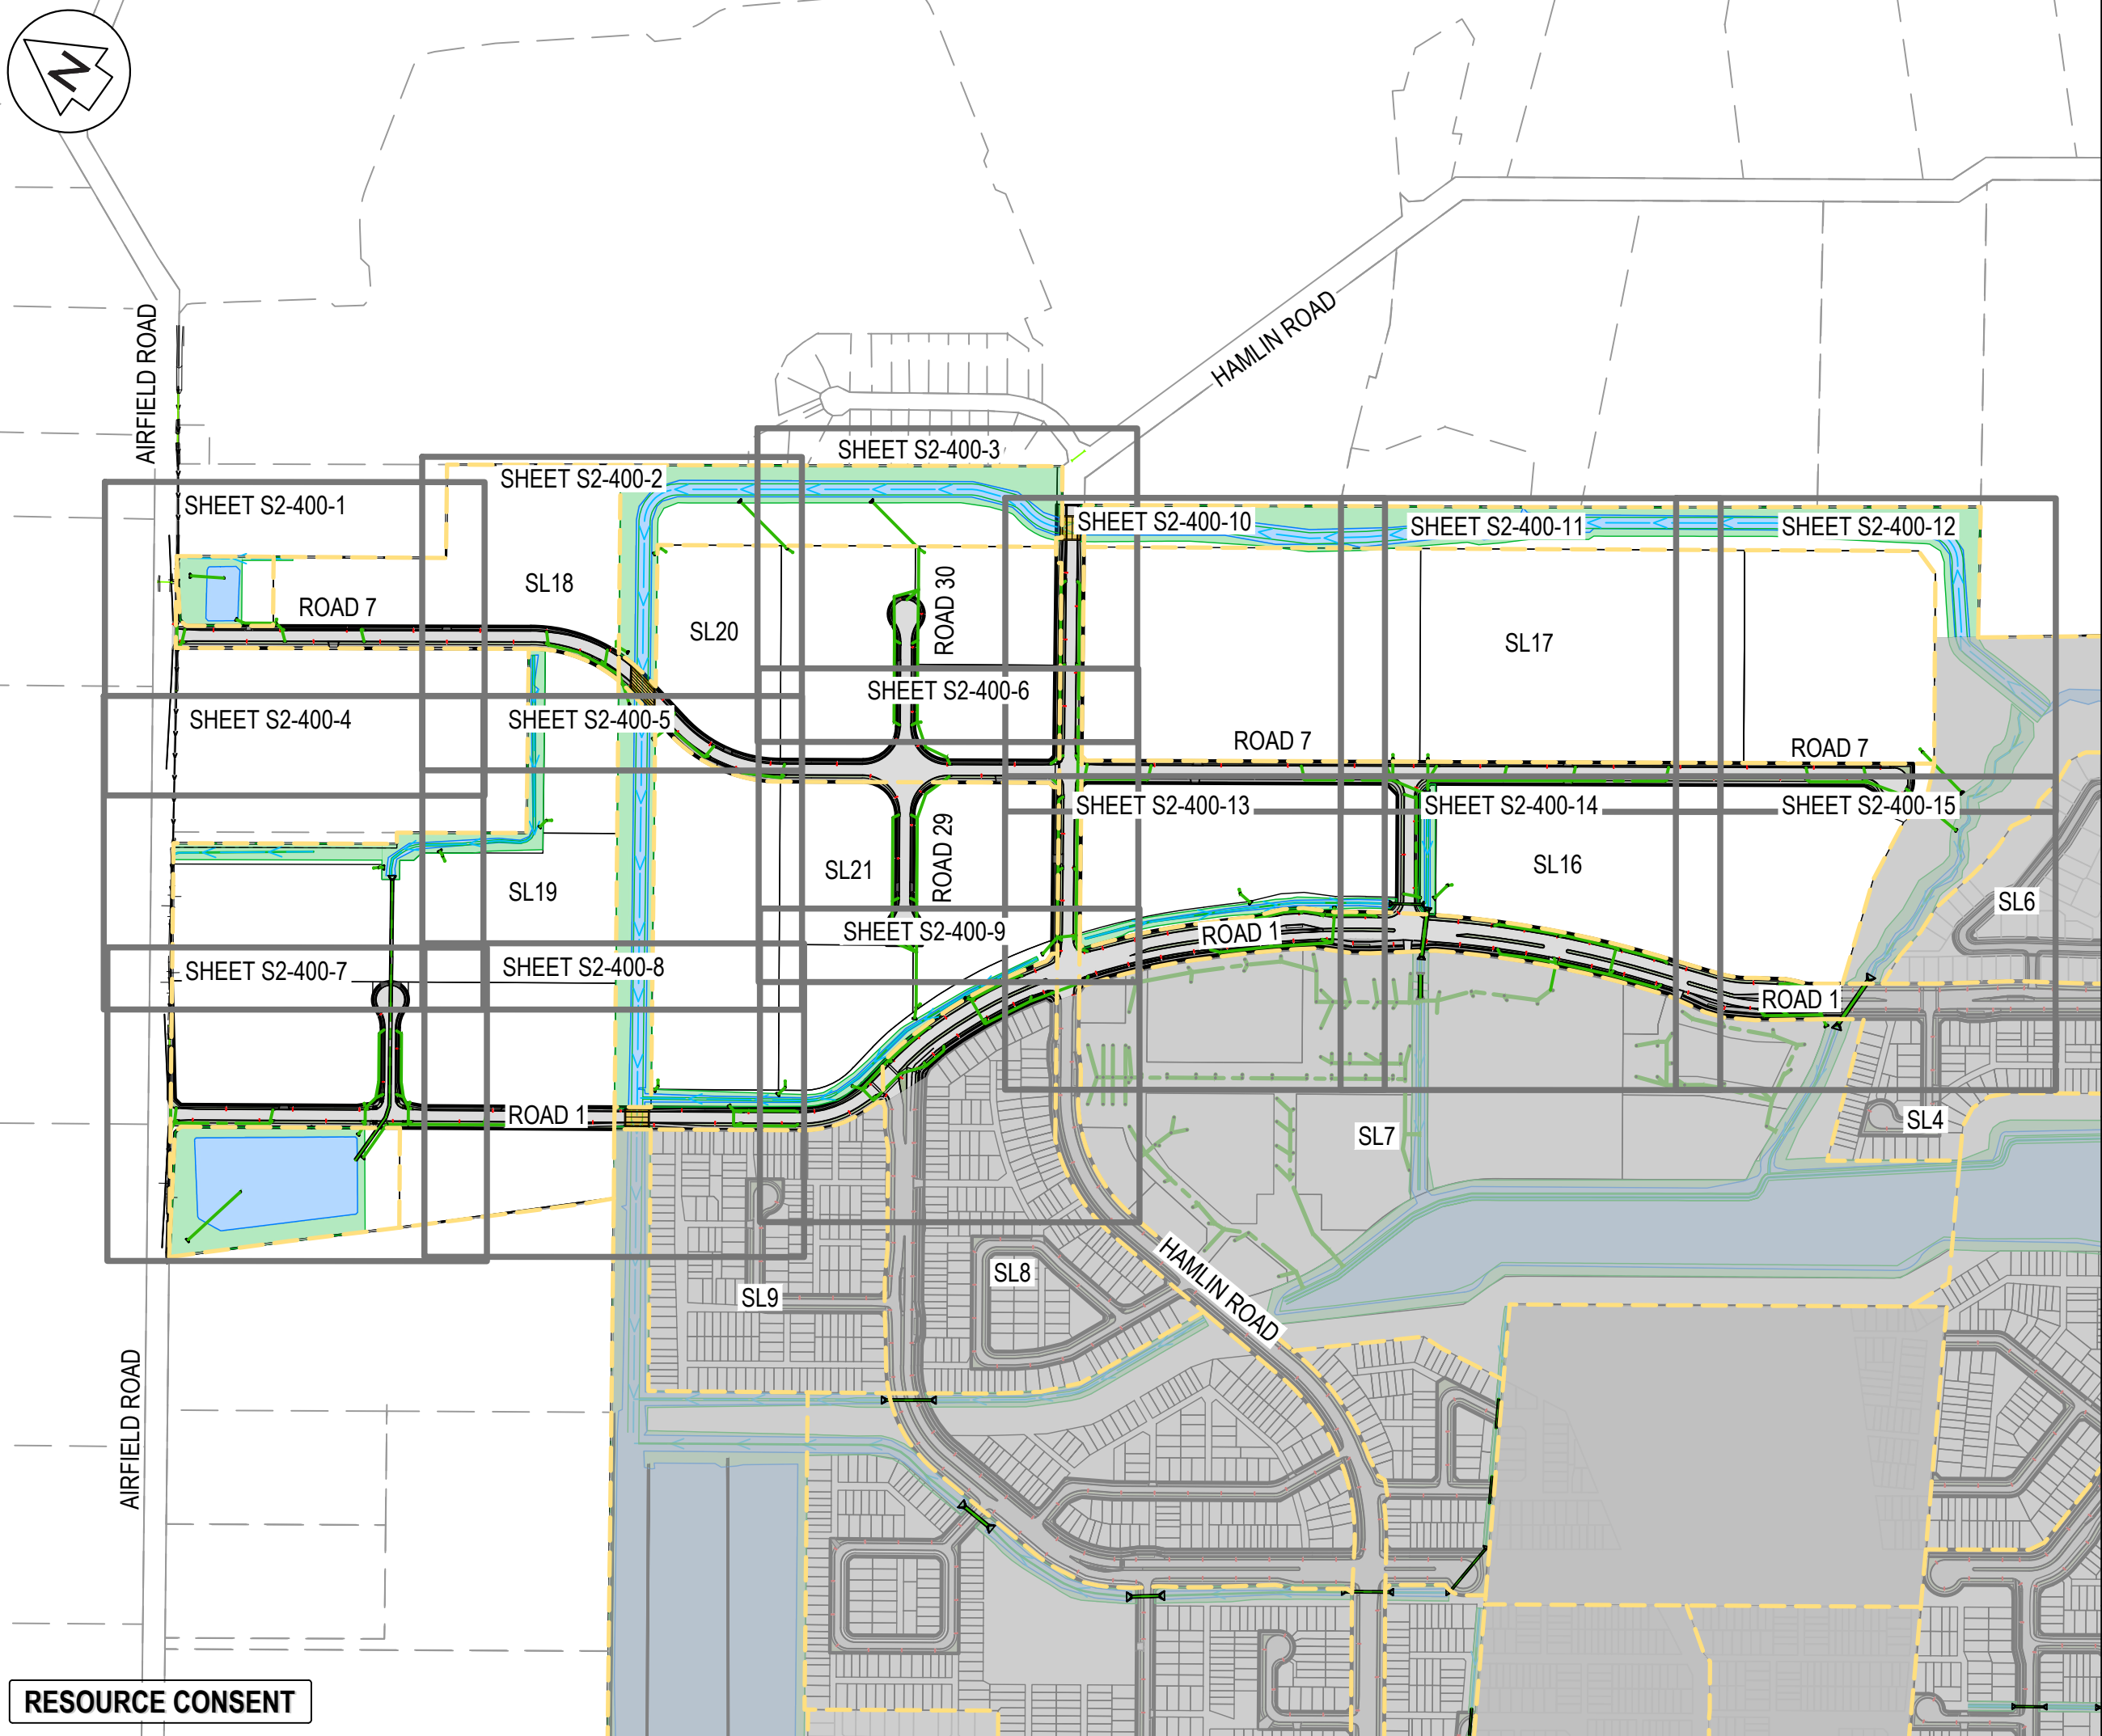 N
AIRFIELD ROAD
HAMLIN ROAD
SHEET S2-400-3
SHEET S2-400-2
SHEET S2-400-1
SHEET S2-400-10
SHEET S2-400-11
SHEET S2-400-12
SL18
ROAD 7
ROAD 30
SL20
SL17
SHEET S2-400-6
SHEET S2-400-4
SHEET S2-400-5
ROAD 7
ROAD 7
SHEET S2-400-13
SHEET S2-400-14
SHEET S2-400-15
ROAD 29
SL21
SL16
SL19
SL6
SHEET S2-400-9
ROAD 1
SHEET S2-400-7
SHEET S2-400-8
ROAD 1
ROAD 1
SL4
SL7
HAMLIN ROAD
SL8
SL9
AIRFIELD ROAD
RESOURCE CONSENT